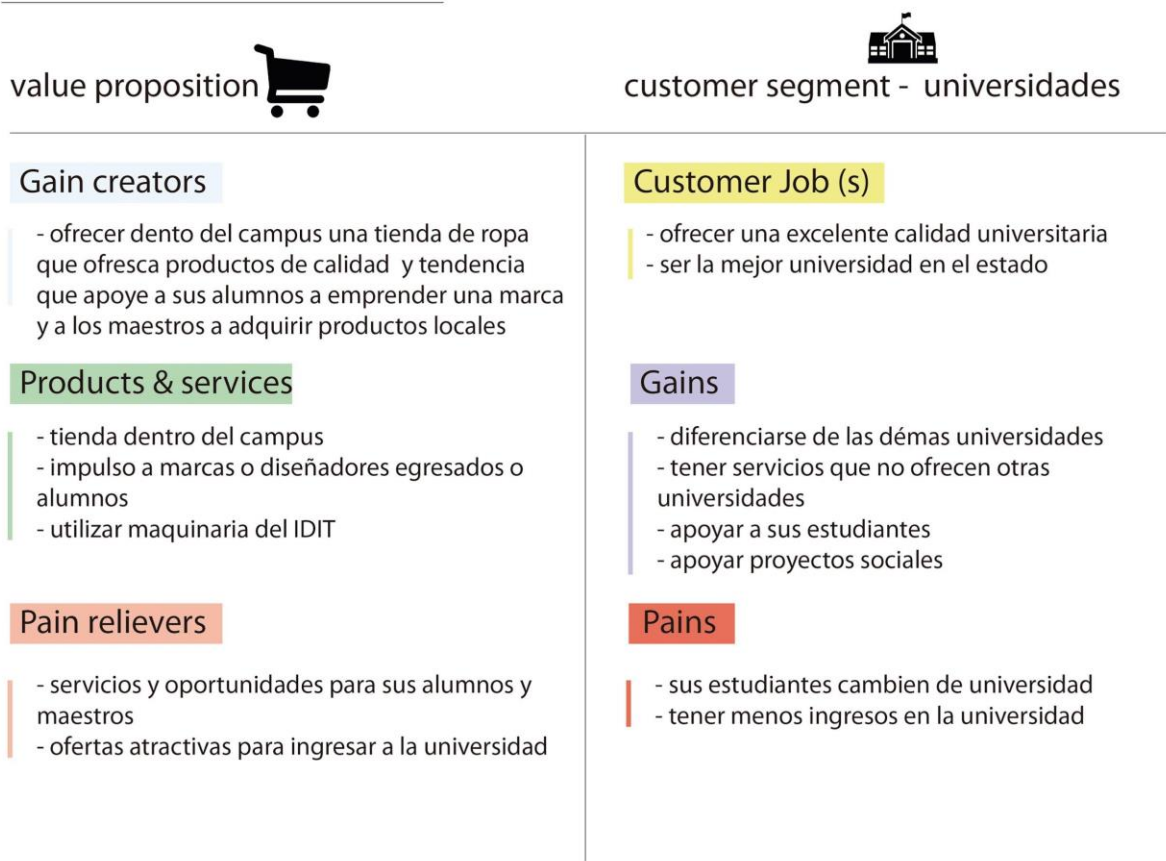 value proposition
Gain creators
- ofrecer dento del campus una tienda de ropa
que ofresca productos de calidad y tendencia
que apoye a sus alumnos a emprender una marca
y a los maestros a adquirir productos locales
Products & services
- tienda dentro del campus
- impulso a marcas o diseñadores egresados o
alumnos
- utilizar maquinaria del IDIT
Pain relievers
- servicios y oportunidades para sus alumnos y
maestros
- ofertas atractivas para ingresar a la universidad
customer segment - universidades
Customer Job (s)
- ofrecer una excelente calidad universitaria
- ser la mejor universidad en el estado
Gains
- diferenciarse de las démas universidades
- tener servicios que no ofrecen otras
universidades
- apoyar a sus estudiantes
- apoyar proyectos sociales
Pains
- sus estudiantes cambien de universidad
- tener menos ingresos en la universidad